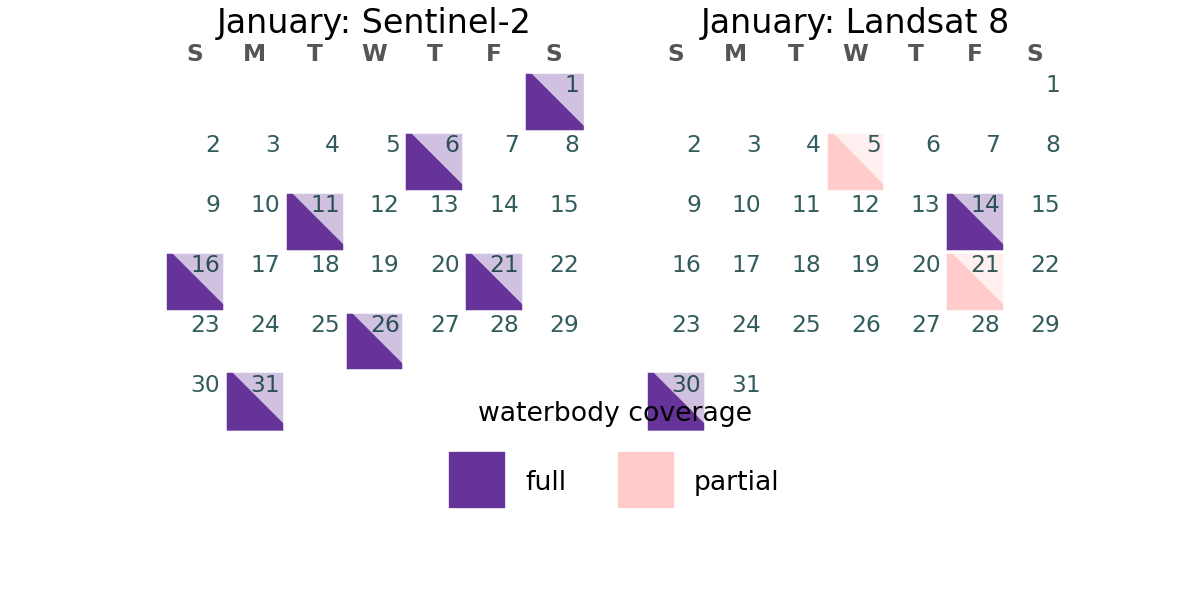 January: Sentinel-2
S M T W T F S
1
2 3 4 5 6 7 8
9 10 11 12 13 14 15
16 17 18 19 20 21 22
23 24 25 26 27 28 29
30 31
January: Landsat 8
S M T W T F S
1
2 3 4 5 6 7 8
9 10 11 12 13 14 15
16 17 18 19 20 21 22
23 24 25 26 27 28 29
30 31
waterbody coverage
full partial